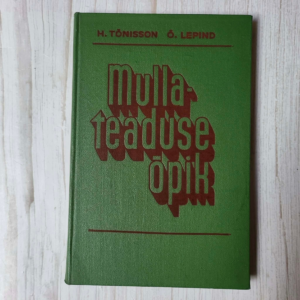 H. TÕNISSON Õ. LEPIND
Mulla-
teaduse
õpik